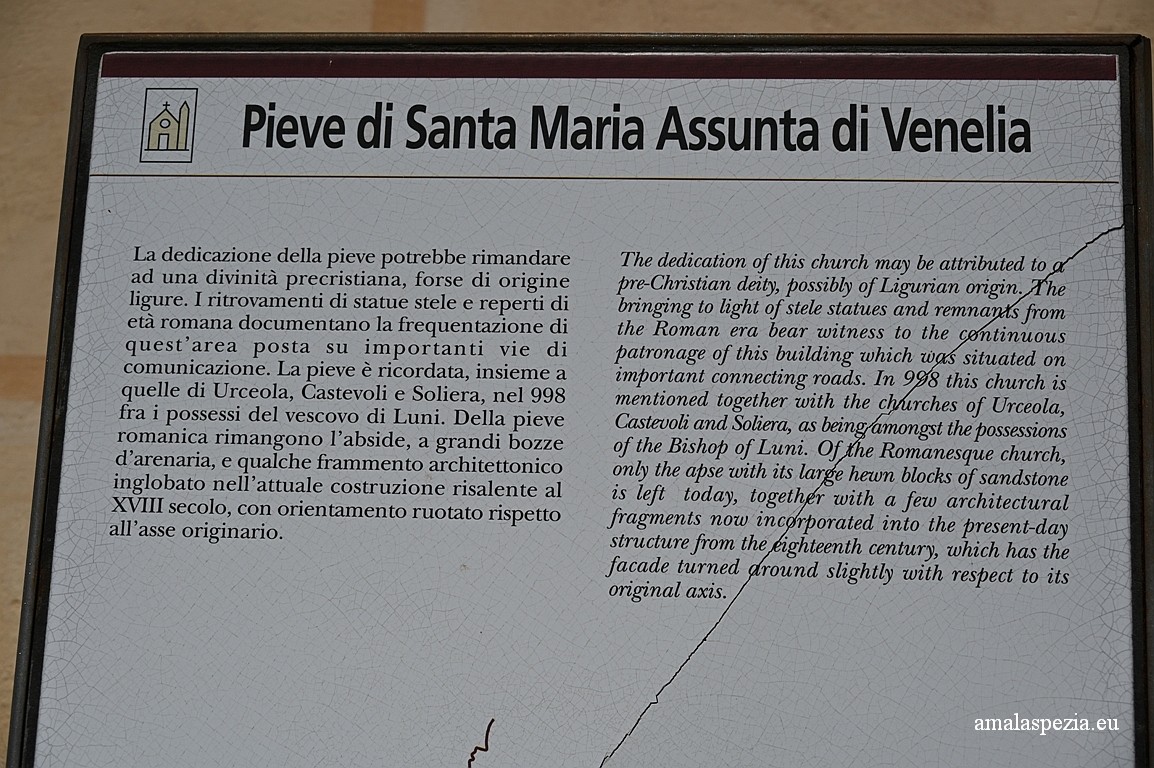 Pieve di Santa Maria Assunta di Venelia
La dedicazione della pieve potrebbe rimandare
ad una divinità precristiana, forse di origine
ligure. I ritrovamenti di statue stele e reperti di
età romana documentano la frequentazione di
quest'area posta su importanti vie di
comunicazione. La pieve è ricordata, insieme a
quelle di Urceola, Castevoli e Soliera, nel 998
fra i possessi del vescovo di Luni. Della pieve
romanica rimangono l'abside, a grandi bozze
d'arenaria, e qualche frammento architettonico
inglobato nell'attuale costruzione risalente al
XVIII secolo, con orientamento ruotato rispetto
all'asse originario.
The dedication of this church may be attributed to a
pre-Christian deity, possibly of Ligurian origin. The
bringing to light of stele statues and remnants from
the Roman era bear witness to the continuous
patronage of this building which was situated on
important connecting roads. In 998 this church is
mentioned together with the churches of Urceola,
Castevoli and Soliera, as being amongst the possessions
of the Bishop of Luni. Of the Romanesque church,
only the apse with its large hewn blocks of sandstone
is left today, together with a few architectural
fragments now incorporated into the present-day
structure from the eighteenth century, which has the
facade turned around slightly with respect to its
original axis.
amalaspezia.eu